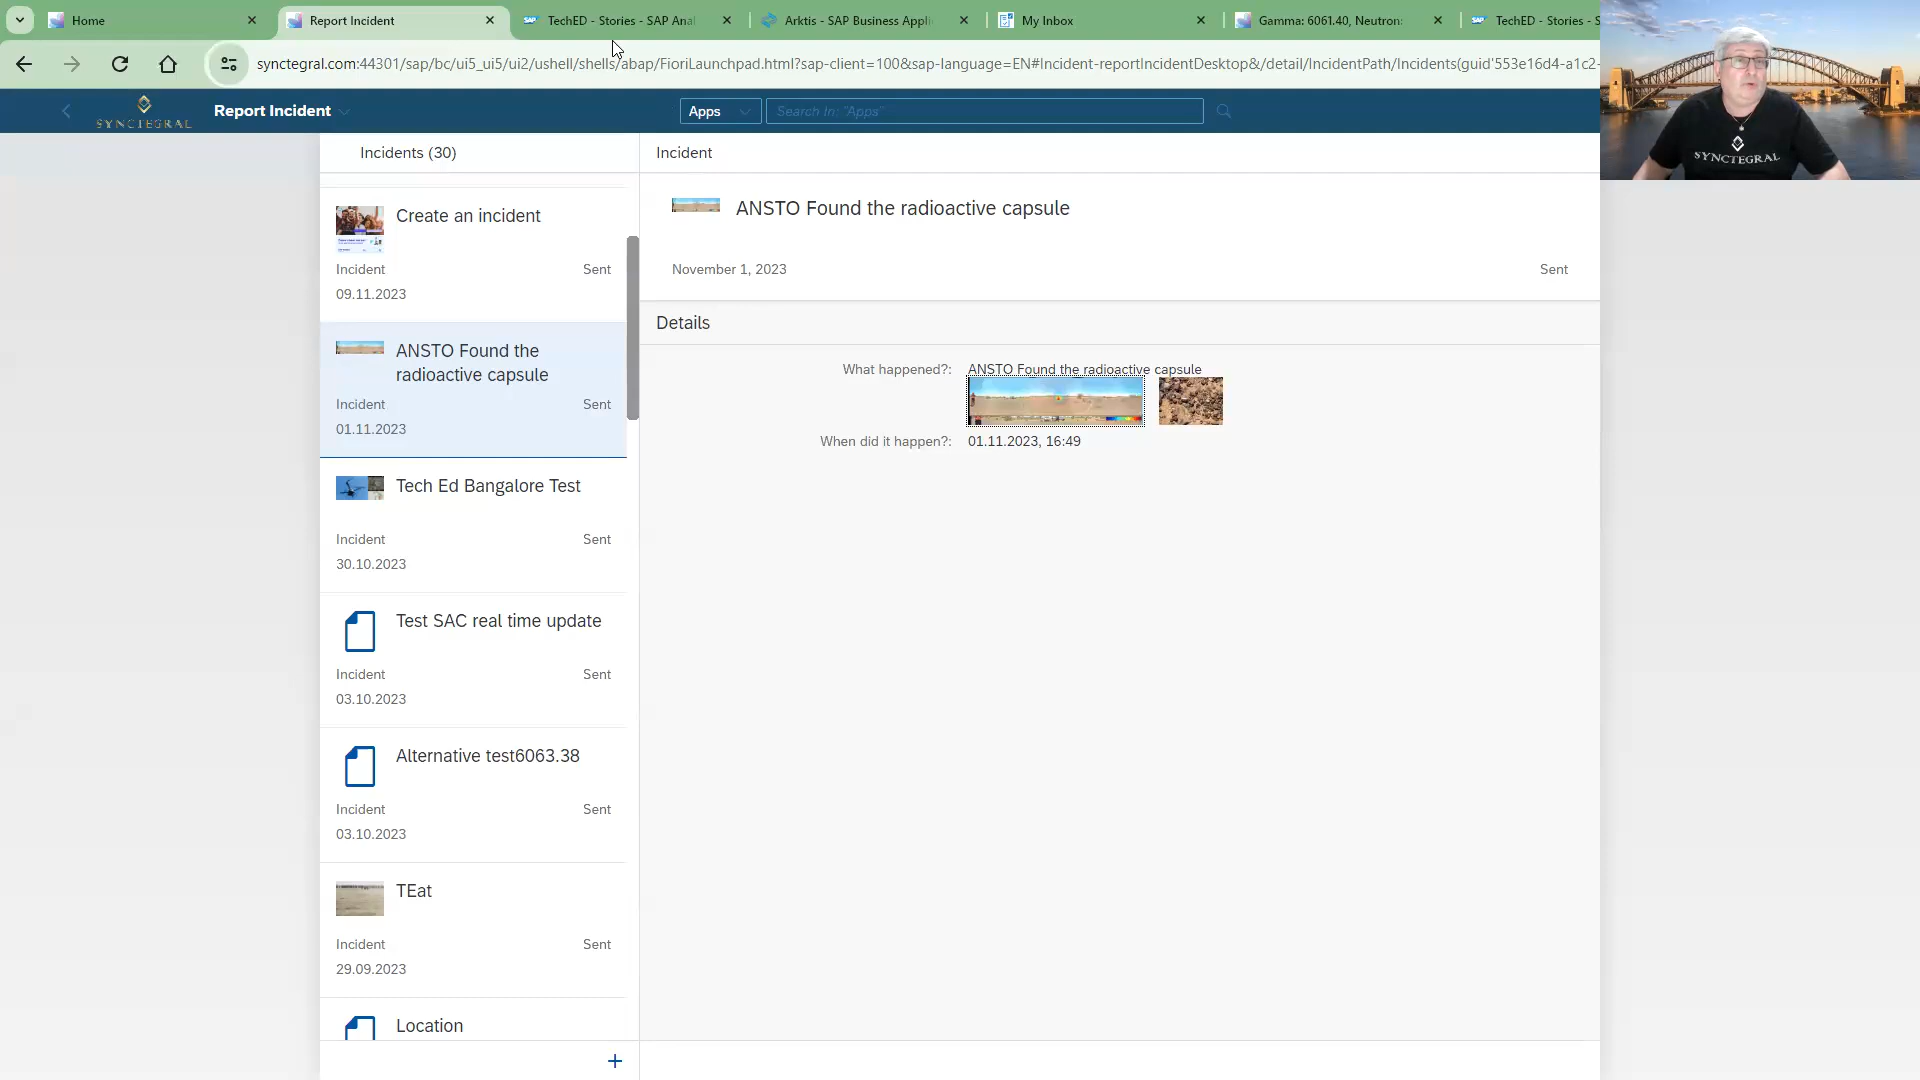 Home
Report Incident
TechED - Stories - SAP Anal
Arktis - SAP Business Appli
My Inbox
Gamma: 6061.40, Neutron:
TechED - Stories - S
synctegral.com:44301/sap/bc/ui5_ui5/ui2/ushell/shells/abap/FioriLaunchpad.html?sap-client=100&sap-language=EN#Incident-reportIncidentDesktop&/detail/IncidentPath/Incidents(guid'553e16d4-a1c2-
SYNCTEGRAL
Report Incident
Apps
Search In: "Apps"
SYNCTEGRAL
Incidents (30)
Create an incident
Incident
Sent
09.11.2023
ANSTO Found the
radioactive capsule
Incident
Sent
01.11.2023
Tech Ed Bangalore Test
Incident
Sent
30.10.2023
Test SAC real time update
Incident
Sent
03.10.2023
Alternative test6063.38
Incident
Sent
03.10.2023
TEat
Incident
Sent
29.09.2023
Location
Incident
ANSTO Found the radioactive capsule
November 1, 2023
Sent
Details
What happened?:
ANSTO Found the radioactive capsule
When did it happen?:
01.11.2023, 16:49